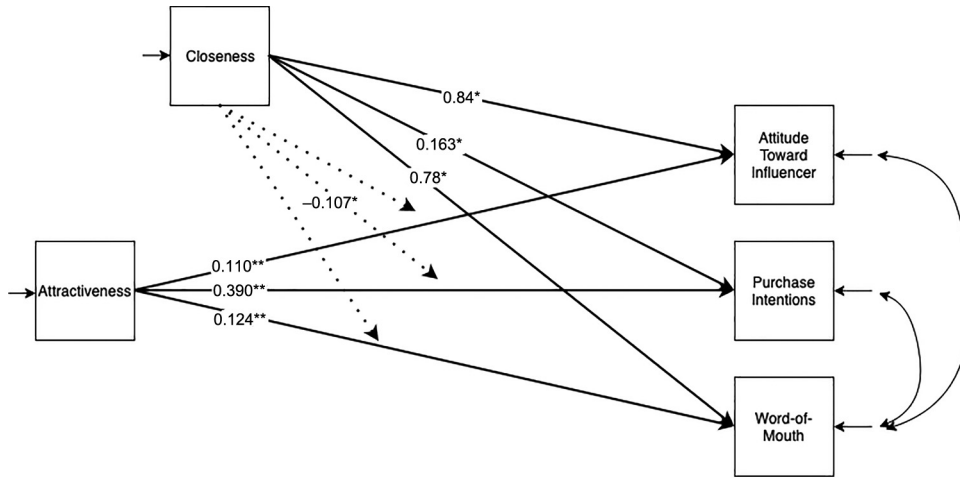 Closeness
0.84*
Attitude
Toward
Influencer
0.163*
0.78*
–0.107*
0.110**
Attractiveness
0.390**
Purchase
Intentions
0.124**
Word-of-
Mouth